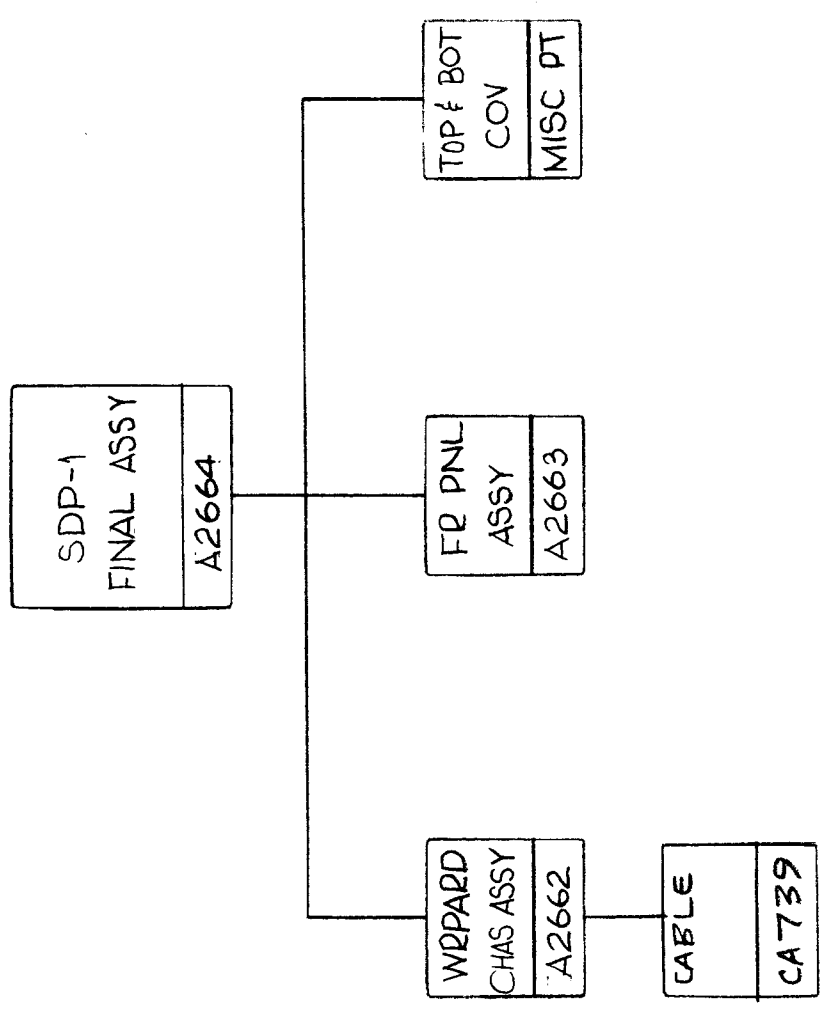 SDP-1
FINAL ASSY
A2664
WRPARD
CHAS ASSY
A2662
CABLE
CA739
FR PNL
ASSY
A2663
TOP & BOT
COV
MISC PT